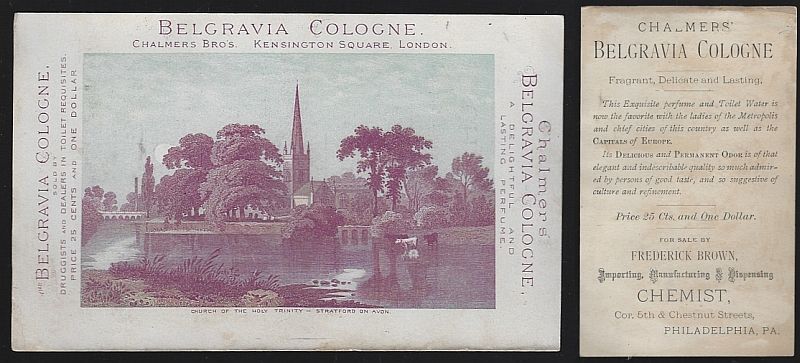 BELGRAVIA COLOGNE.
CHALMERS BRO'S. KENSINGTON SQUARE, LONDON.
THE BELGRAVIA COLOGNE,
SOLD BY
DRUGGISTS AND DEALERS IN TOILET REQUISITES.
PRICE 25 CENTS AND ONE DOLLAR
Chalmers'
BELGRAVIA COLOGNE,
A DELIGHTFUL AND
LASTING PERFUME.
CHURCH OF THE HOLY TRINITY – STRATFORD ON AVON.
CHALMERS'
BELGRAVIA COLOGNE
Fragrant, Delicate and Lasting,
This Exquisite perfume and Toilet Water is
now the favorite with the ladies of the Metropolis
and chief cities of this country as well as the
CAPITALS OF EUROPE.
Its DELICIOUS and PERMANENT ODOR is of that
elegant and indescribable quality so much admir-
ed by persons of good taste, and so suggestive of
culture and refinement.
Price 25 Cts. and One Dollar.
FOR SALE BY
FREDERICK BROWN,
Importing, Manufacturing & Dispensing
CHEMIST,
Cor. 5th & Chestnut Streets,
PHILADELPHIA, PA.